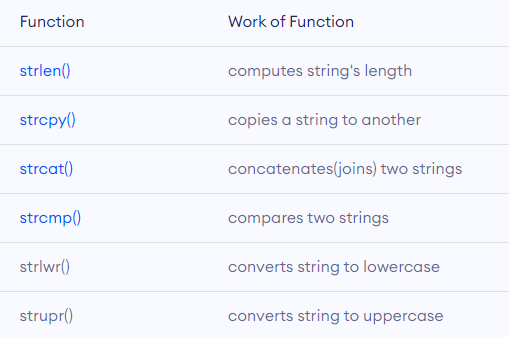 Function Work of Function
strlen() computes string's length
strcpy() copies a string to another
strcat() concatenates(joins) two strings
strcmp() compares two strings
strlwr() converts string to lowercase
strupr() converts string to uppercase